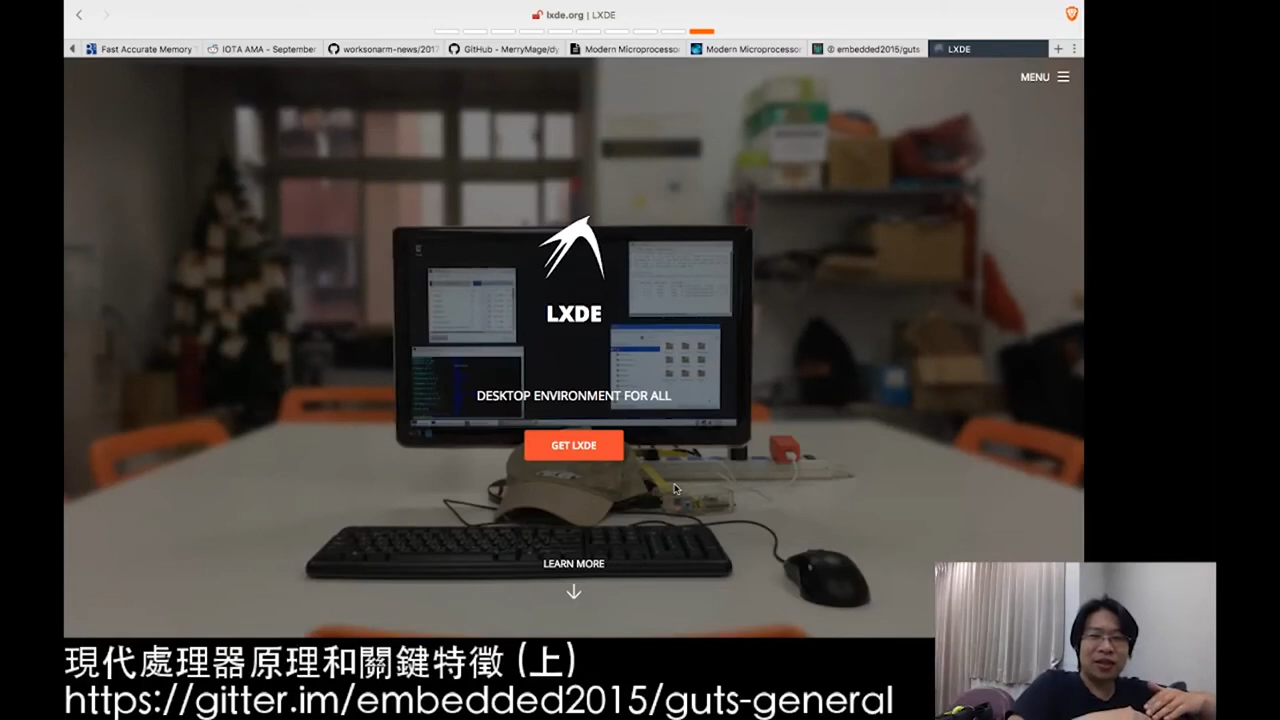 lxde.org | LXDE
Fast Accurate Memory
IOTA AMA - September
worksonarm-news/2017
GitHub - MerryMage/dy
Modern Microprocessor
Modern Microprocessor
embedded2015/guts
LXDE
MENU
LXDE
DESKTOP ENVIRONMENT FOR ALL
GET LXDE
LEARN MORE
現代處理器原理和關鍵特徵 (上)
https://gitter.im/embedded2015/guts-general